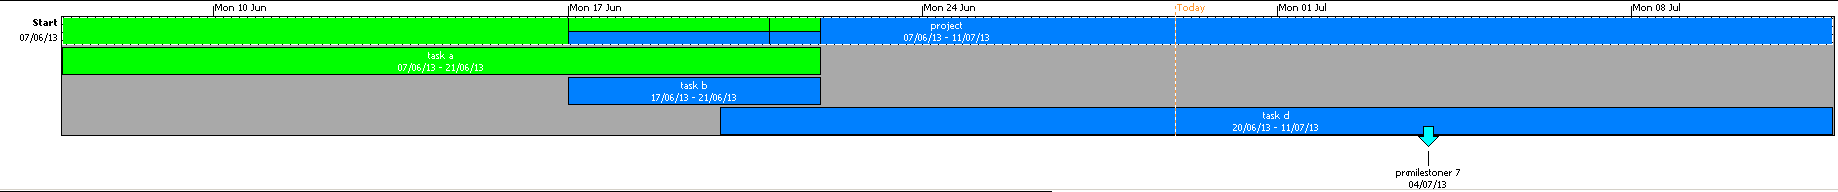 Mon 10 Jun
Mon 17 Jun
Mon 24 Jun
Today
Mon 01 Jul
Mon 08 Jul
Start
07/06/13
project
07/06/13 - 11/07/13
task a
07/06/13 - 21/06/13
task b
17/06/13 - 21/06/13
task d
20/06/13 - 11/07/13
prmilestoner 7
04/07/13